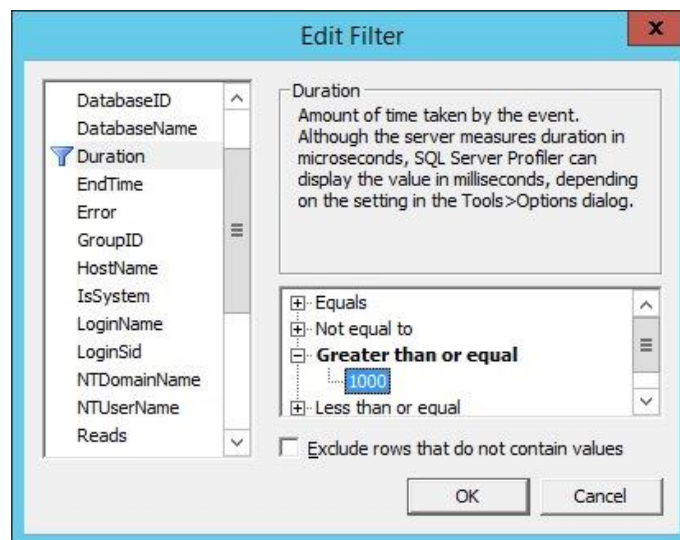 Edit Filter
x
DatabaseID
DatabaseName
Duration
EndTime
Error
GroupID
HostName
IsSystem
LoginName
LoginSid
NTDomainName
NTUserName
Reads
Duration
Amount of time taken by the event.
Although the server measures duration in
microseconds, SQL Server Profiler can
display the value in milliseconds, depending
on the setting in the Tools>Options dialog.
Equals
Not equal to
Greater than or equal
1000
Less than or equal
Exclude rows that do not contain values
OK
Cancel